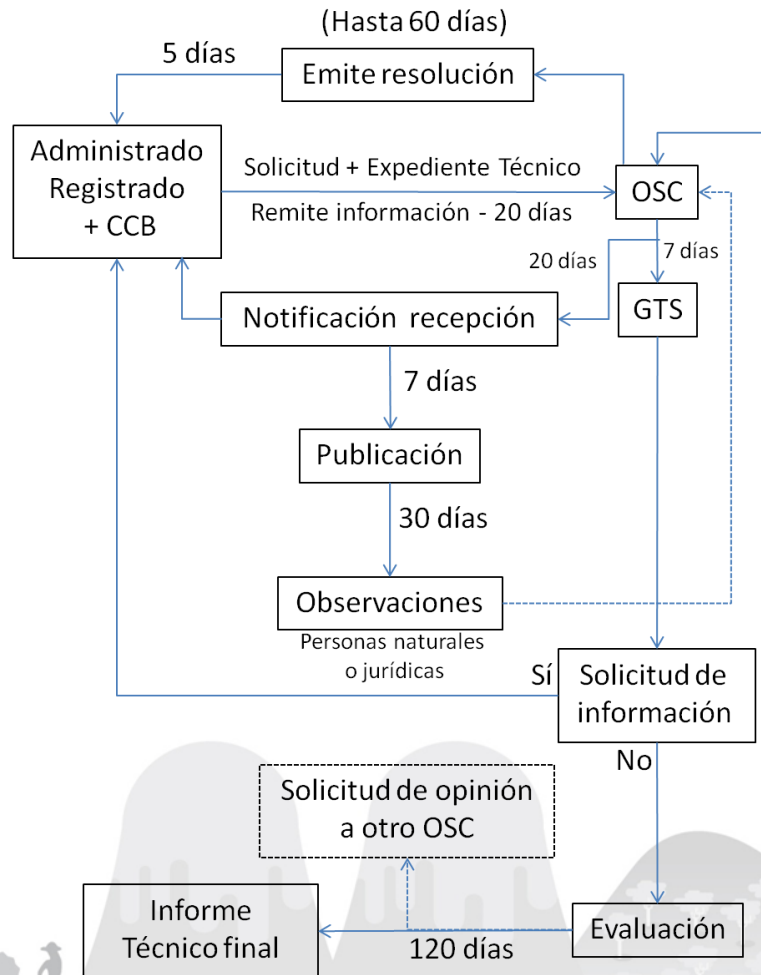 (Hasta 60 días)
5 días
Emite resolución
Administrado
Registrado
+ CCB
Solicitud + Expediente Técnico
Remite información - 20 días
OSC
20 días
7 días
Notificación recepción
GTS
7 días
Publicación
30 días
Observaciones
Personas naturales
o jurídicas
Sí
Solicitud de
información
No
Solicitud de opinión
a otro OSC
Informe
Técnico final
120 días
Evaluación